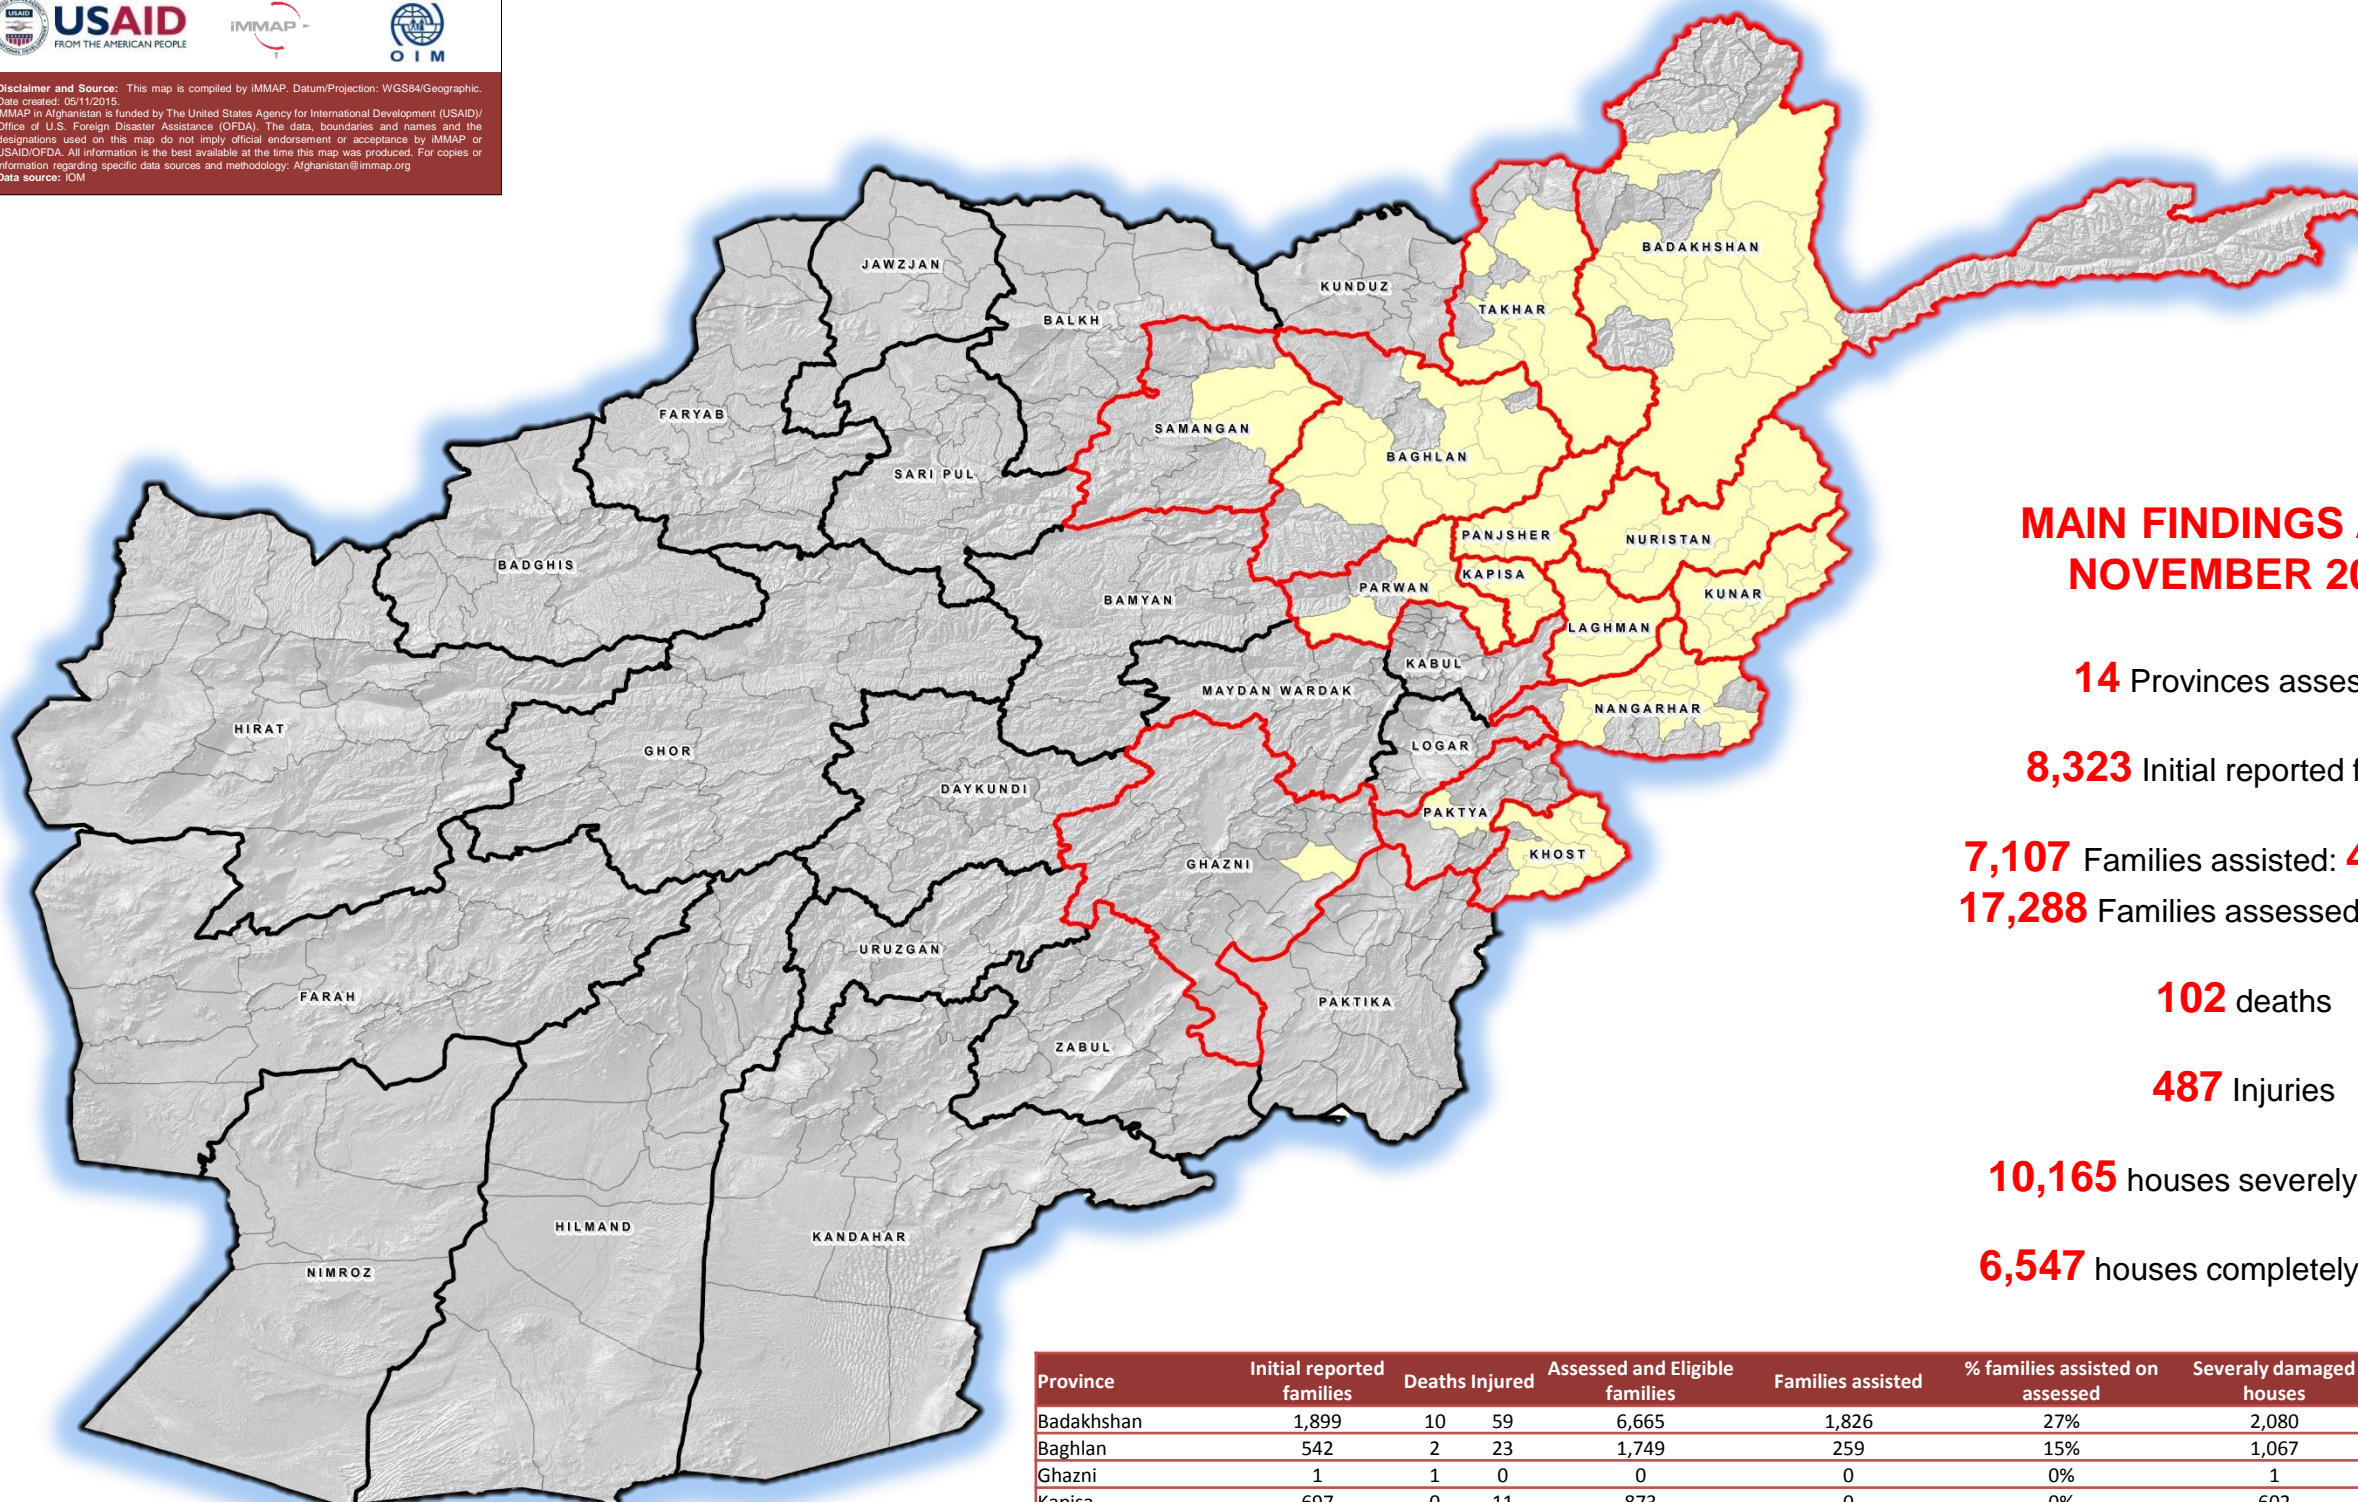 USAID
USAID
FROM THE AMERICAN PEOPLE
iMMAP
OIM
Disclaimer and Source: This map is compiled by iMMAP. Datum/Projection: WGS84/Geographic.
Date created: 05/11/2015.
iMMAP in Afghanistan is funded by The United States Agency for International Development (USAID)/
Office of U.S. Foreign Disaster Assistance (OFDA). The data, boundaries and names and the
designations used on this map do not imply official endorsement or acceptance by iMMAP or
USAID/OFDA. All information is the best available at the time this map was produced. For copies or
information regarding specific data sources and methodology: Afghanistan@immap.org
Data source: IOM
BADAKHSHAN
JAWZJAN
KUNDUZ
TAKHAR
BALKH
FARYAB
SAMANGAN
BAGHLAN
SARI PUL
PANJSHER
NURISTAN
BADGHIS
KAPISA
PARWAN
KUNAR
BAMYAN
LAGHMAN
KABUL
MAYDAN WARDAK
NANGARHAR
HIRAT
LOGAR
GHOR
DAYKUNDI
PAKTYA
KHOST
GHAZNI
URUZGAN
FARAH
PAKTIKA
ZABUL
HILMAND
KANDAHAR
NIMROZ
MAIN FINDINGS
NOVEMBER 20
14 Provinces asses
8,323 Initial reported f
7,107 Families assisted: 4
17,288 Families assessed
102 deaths
487 Injuries
10,165 houses severely
6,547 houses completely
Province Initial reported families Deaths Injured Assessed and Eligible families Families assisted % families assisted on assessed Severaly damaged houses
Badakhshan 1,899 10 59 6,665 1,826 27% 2,080
Baghlan 542 2 23 1,749 259 15% 1,067
Ghazni 1 1 0 0 0 0% 1
Kapisa 697 0 11 873 0 0% 602